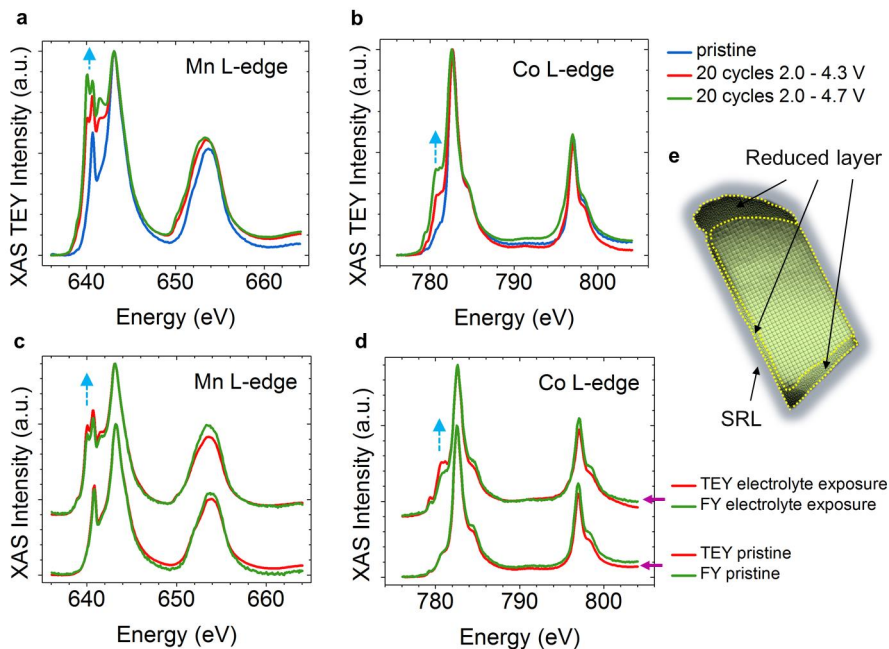 a
Mn L-edge
XAS TEY Intensity (a.u.)
640 650 660
Energy (eV)
b
Co L-edge
XAS TEY Intensity (a.u.)
780 790 800
Energy (eV)
pristine
20 cycles 2.0 - 4.3 V
20 cycles 2.0 - 4.7 V
e
Reduced layer
SRL
c
Mn L-edge
XAS Intensity (a.u.)
640 650 660
Energy (eV)
d
Co L-edge
XAS Intensity (a.u.)
780 790 800
Energy (eV)
TEY electrolyte exposure
FY electrolyte exposure
TEY pristine
FY pristine